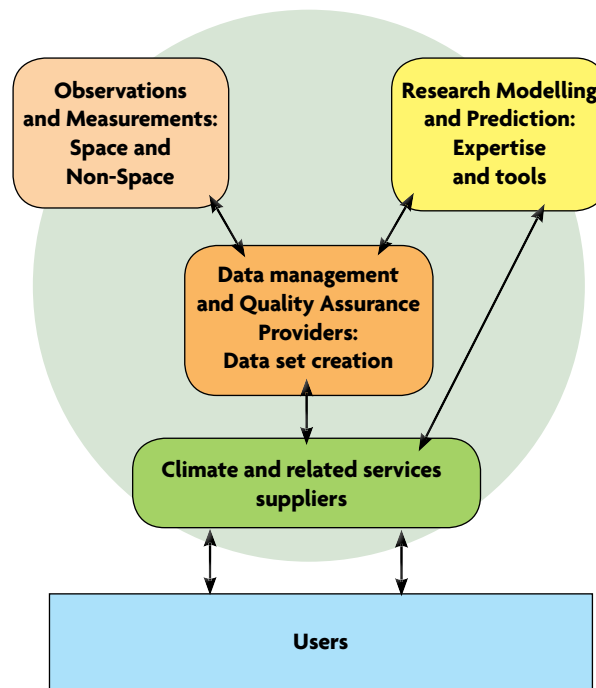 Observations
and Measurements:
Space and
Non-Space
Research Modelling
and Prediction:
Expertise
and tools
Data management
and Quality Assurance
Providers:
Data set creation
Climate and related services
suppliers
Users